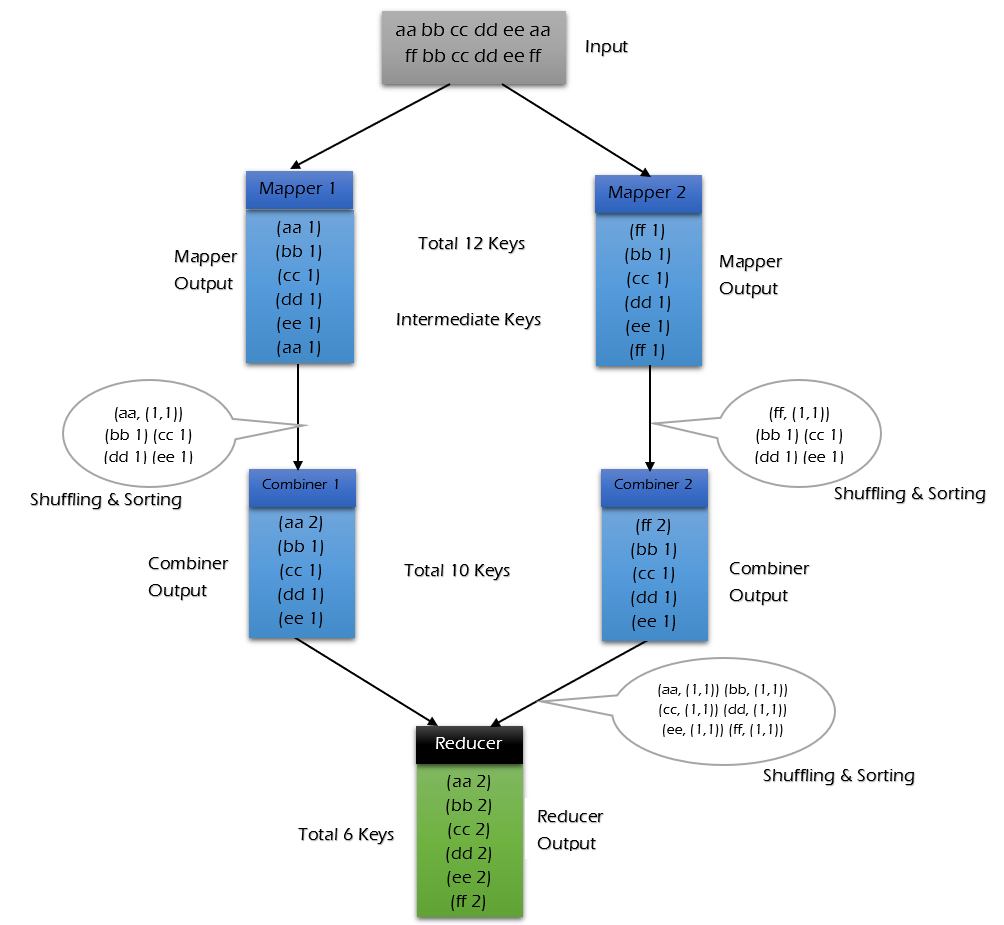 aa bb cc dd ee aa
ff bb cc dd ee ff
Input
Mapper 1
(aa 1)
(bb 1)
(cc 1)
(dd 1)
(ee 1)
(aa 1)
Mapper
Output
Total 12 Keys
Intermediate Keys
Mapper 2
(ff 1)
(bb 1)
(cc 1)
(dd 1)
(ee 1)
(ff 1)
Mapper
Output
(aa, (1,1))
(bb 1) (cc 1)
(dd 1) (ee 1)
Shuffling & Sorting
(ff, (1,1))
(bb 1) (cc 1)
(dd 1) (ee 1)
Shuffling & Sorting
Combiner 1
(aa 2)
(bb 1)
(cc 1)
(dd 1)
(ee 1)
Combiner
Output
Total 10 Keys
Combiner 2
(ff 2)
(bb 1)
(cc 1)
(dd 1)
(ee 1)
Combiner
Output
(aa, (1,1)) (bb, (1,1))
(cc, (1,1)) (dd, (1,1))
(ee, (1,1)) (ff, (1,1))
Shuffling & Sorting
Reducer
(aa 2)
(bb 2)
(cc 2)
(dd 2)
(ee 2)
(ff 2)
Total 6 Keys
Reducer
Output